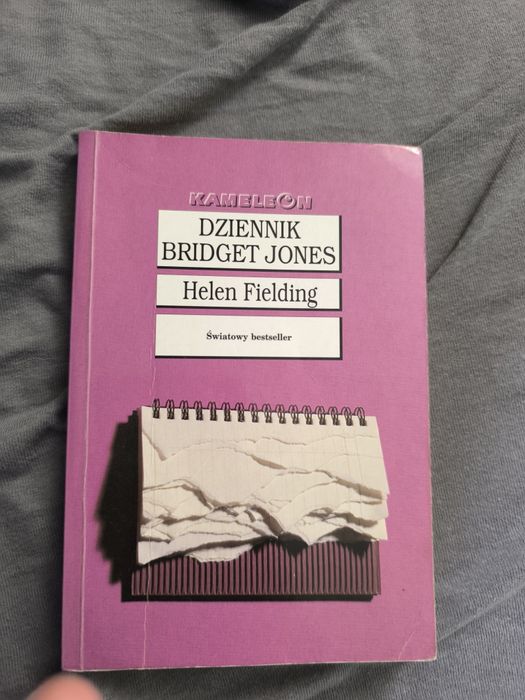 KAMELEON
DZIENNIK
BRIDGET JONES
Helen Fielding
Światowy bestseller